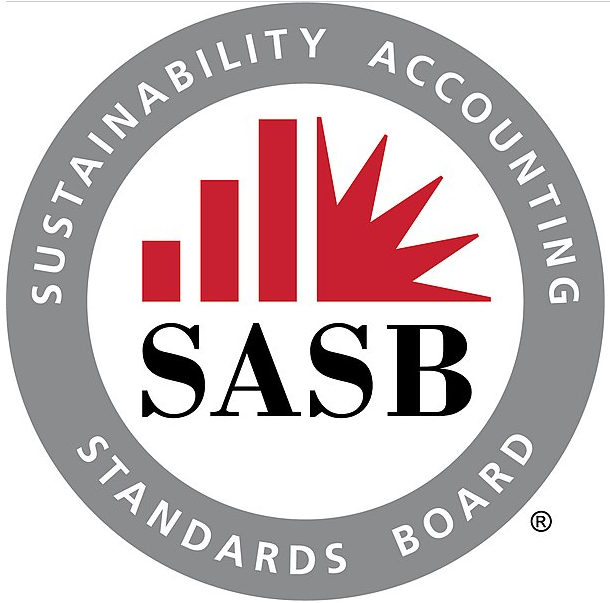 SUSTAINABILITY ACCOUNTING
SASB
STANDARDS BOARD
®